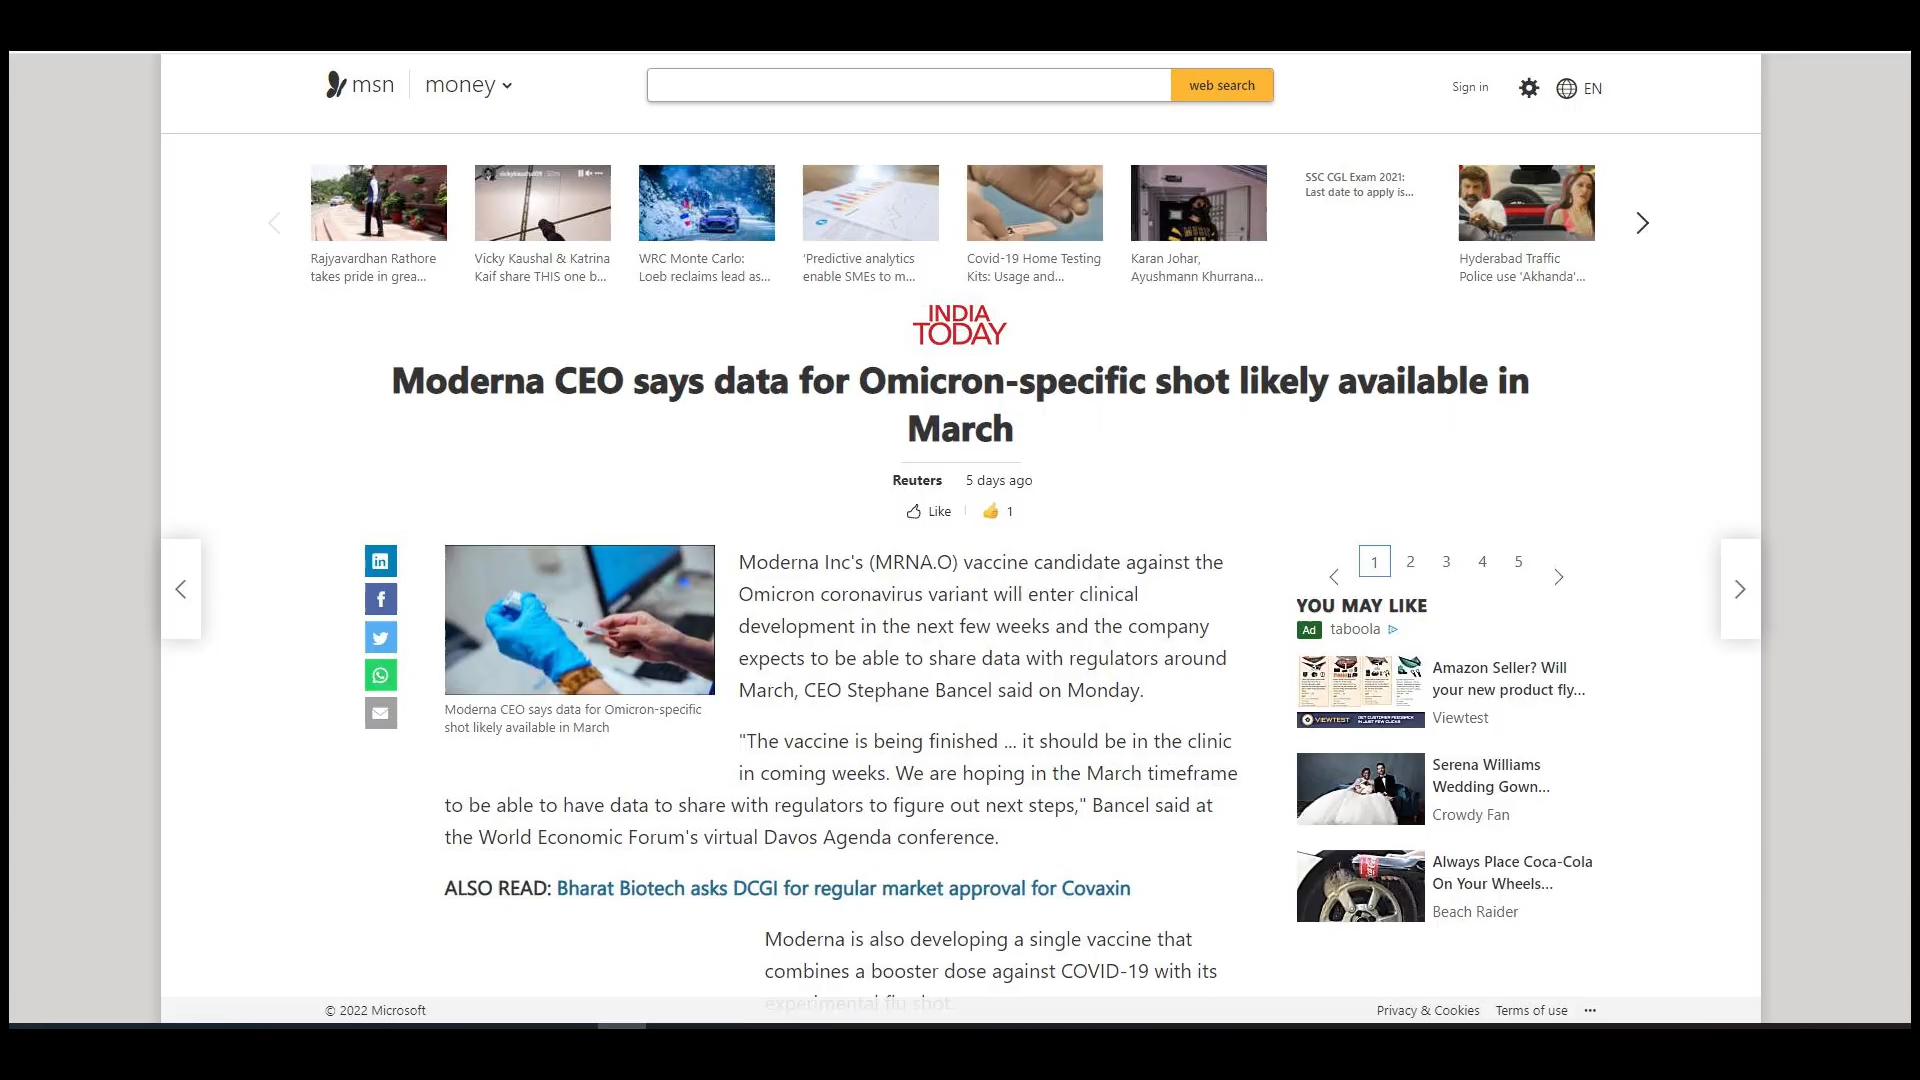 msn
money
web search
Sign in
EN
Rajyavardhan Rathore
takes pride in grea...
Vicky Kaushal & Katrina
Kaif share THIS one b...
WRC Monte Carlo:
Loeb reclaims lead as...
'Predictive analytics
enable SMEs to m...
Covid-19 Home Testing
Kits: Usage and...
Karan Johar,
Ayushmann Khurrana...
SSC CGL Exam 2021:
Last date to apply is...
Hyderabad Traffic
Police use 'Akhanda'...
INDIA
TODAY
Moderna CEO says data for Omicron-specific shot likely available in
March
Reuters 5 days ago
Like 1
Moderna CEO says data for Omicron-specific
shot likely available in March
Moderna Inc's (MRNA.O) vaccine candidate against the
Omicron coronavirus variant will enter clinical
development in the next few weeks and the company
expects to be able to share data with regulators around
March, CEO Stephane Bancel said on Monday.
"The vaccine is being finished ... it should be in the clinic
in coming weeks. We are hoping in the March timeframe
to be able to have data to share with regulators to figure out next steps," Bancel said at
the World Economic Forum's virtual Davos Agenda conference.
ALSO READ: Bharat Biotech asks DCGI for regular market approval for Covaxin
Moderna is also developing a single vaccine that
combines a booster dose against COVID-19 with its
experimental flu shot.
1 2 3 4 5
YOU MAY LIKE
Ad taboola
Amazon Seller? Will
your new product fly...
Viewtest
VIEWTEST
Serena Williams
Wedding Gown...
Crowdy Fan
Always Place Coca-Cola
On Your Wheels...
Beach Raider
© 2022 Microsoft
Privacy & Cookies Terms of use ...